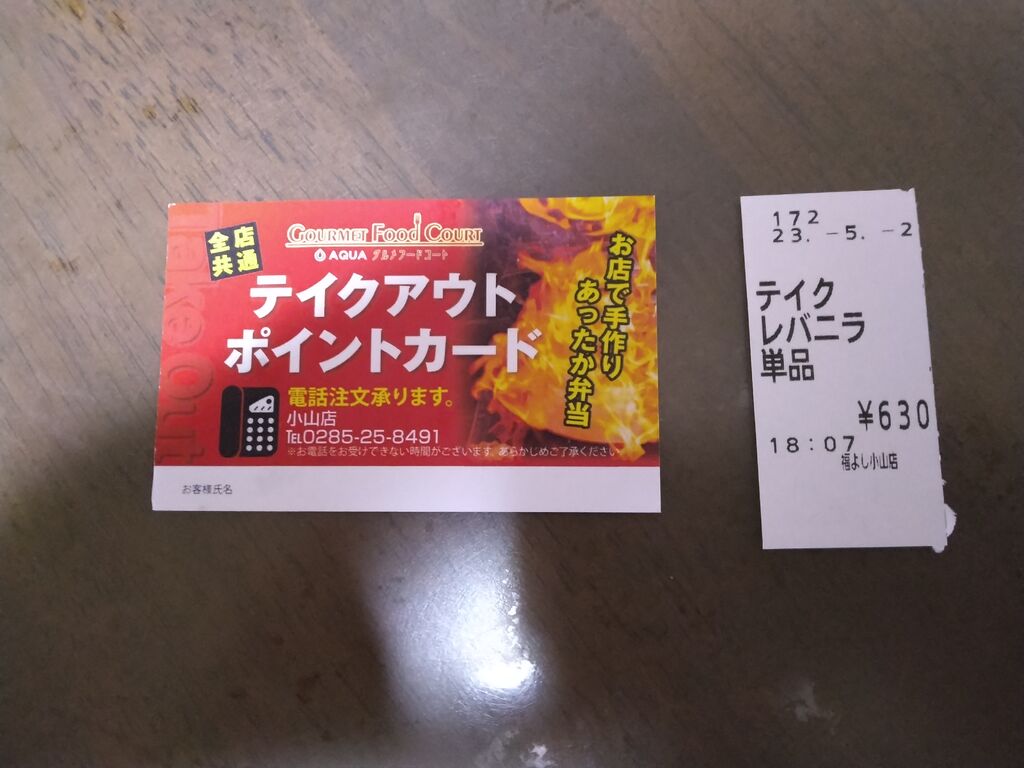 Take Out
全店
共通
GOURMET FOOD COURT
AQUA グルメフードコート
テイクアウト
ポイントカード
電話注文承ります。
小山店
TEL0285-25-8491
※お電話をお受けできない時間がございます。あらかじめご了承ください
お客様氏名
お店で手作り
あったか弁当
172
23.-5.-2
テイク
レバニラ
単品
¥630
18:07
福よし小山店